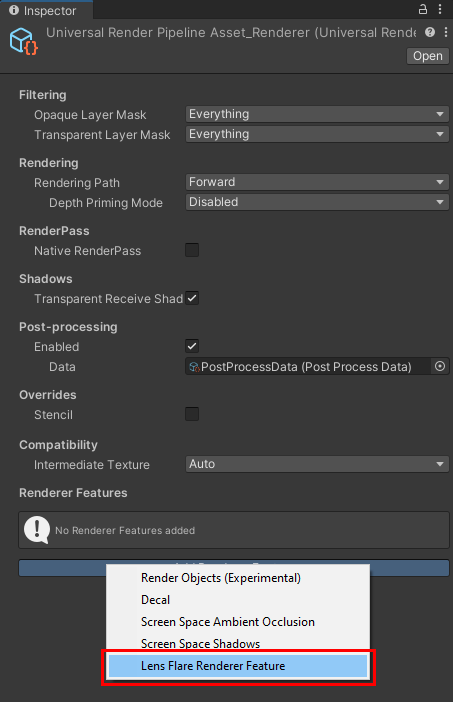 Inspector
Universal Render Pipeline Asset_Renderer (Universal Rende
Open
Filtering
Opaque Layer Mask Everything
Transparent Layer Mask Everything
Rendering
Rendering Path Forward
Depth Priming Mode Disabled
RenderPass
Native RenderPass
Shadows
Transparent Receive Shad
Post-processing
Enabled
Data PostProcessData (Post Process Data)
Overrides
Stencil
Compatibility
Intermediate Texture Auto
Renderer Features
No Renderer Features added
Render Objects (Experimental)
Decal
Screen Space Ambient Occlusion
Screen Space Shadows
Lens Flare Renderer Feature